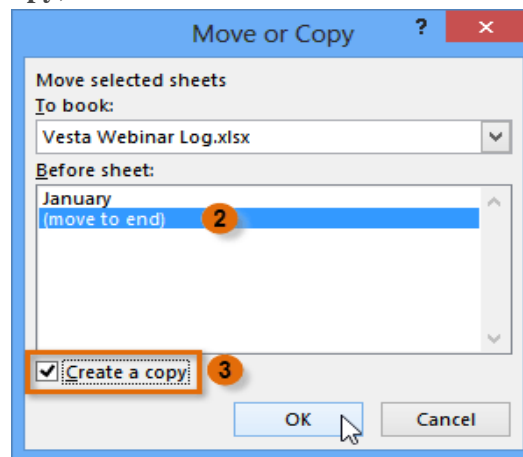 Move or Copy ? ×
Move selected sheets
To book:
Vesta Webinar Log.xlsx
Before sheet:
January
(move to end) 2
Create a copy 3
OK Cancel